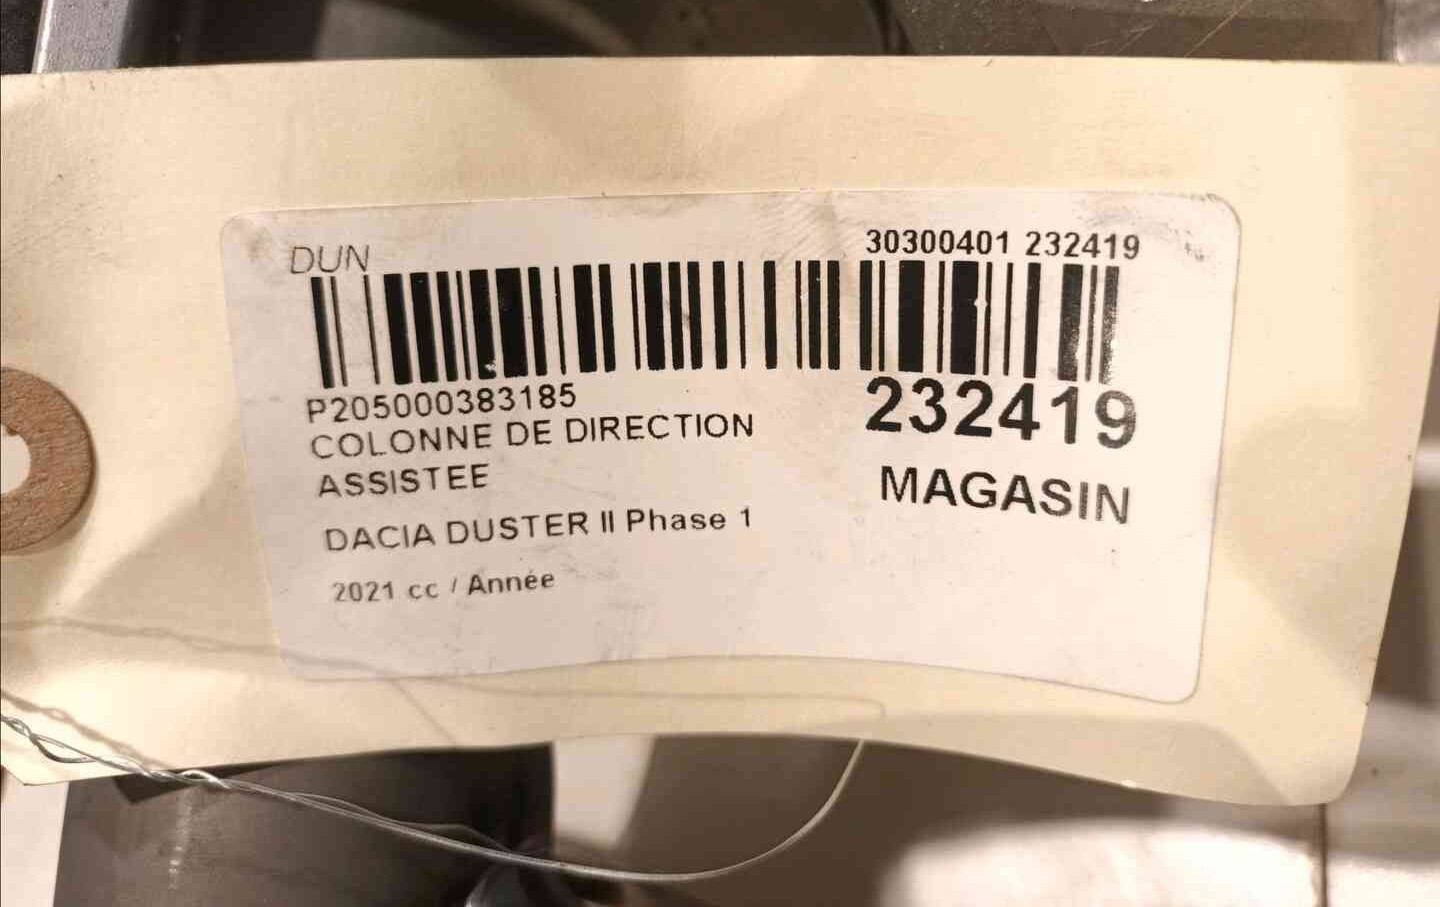 DUN
30300401 232419
P205000383185
232419
COLONNE DE DIRECTION
ASSISTEE
MAGASIN
DACIA DUSTER II Phase 1
2021 cc / Année